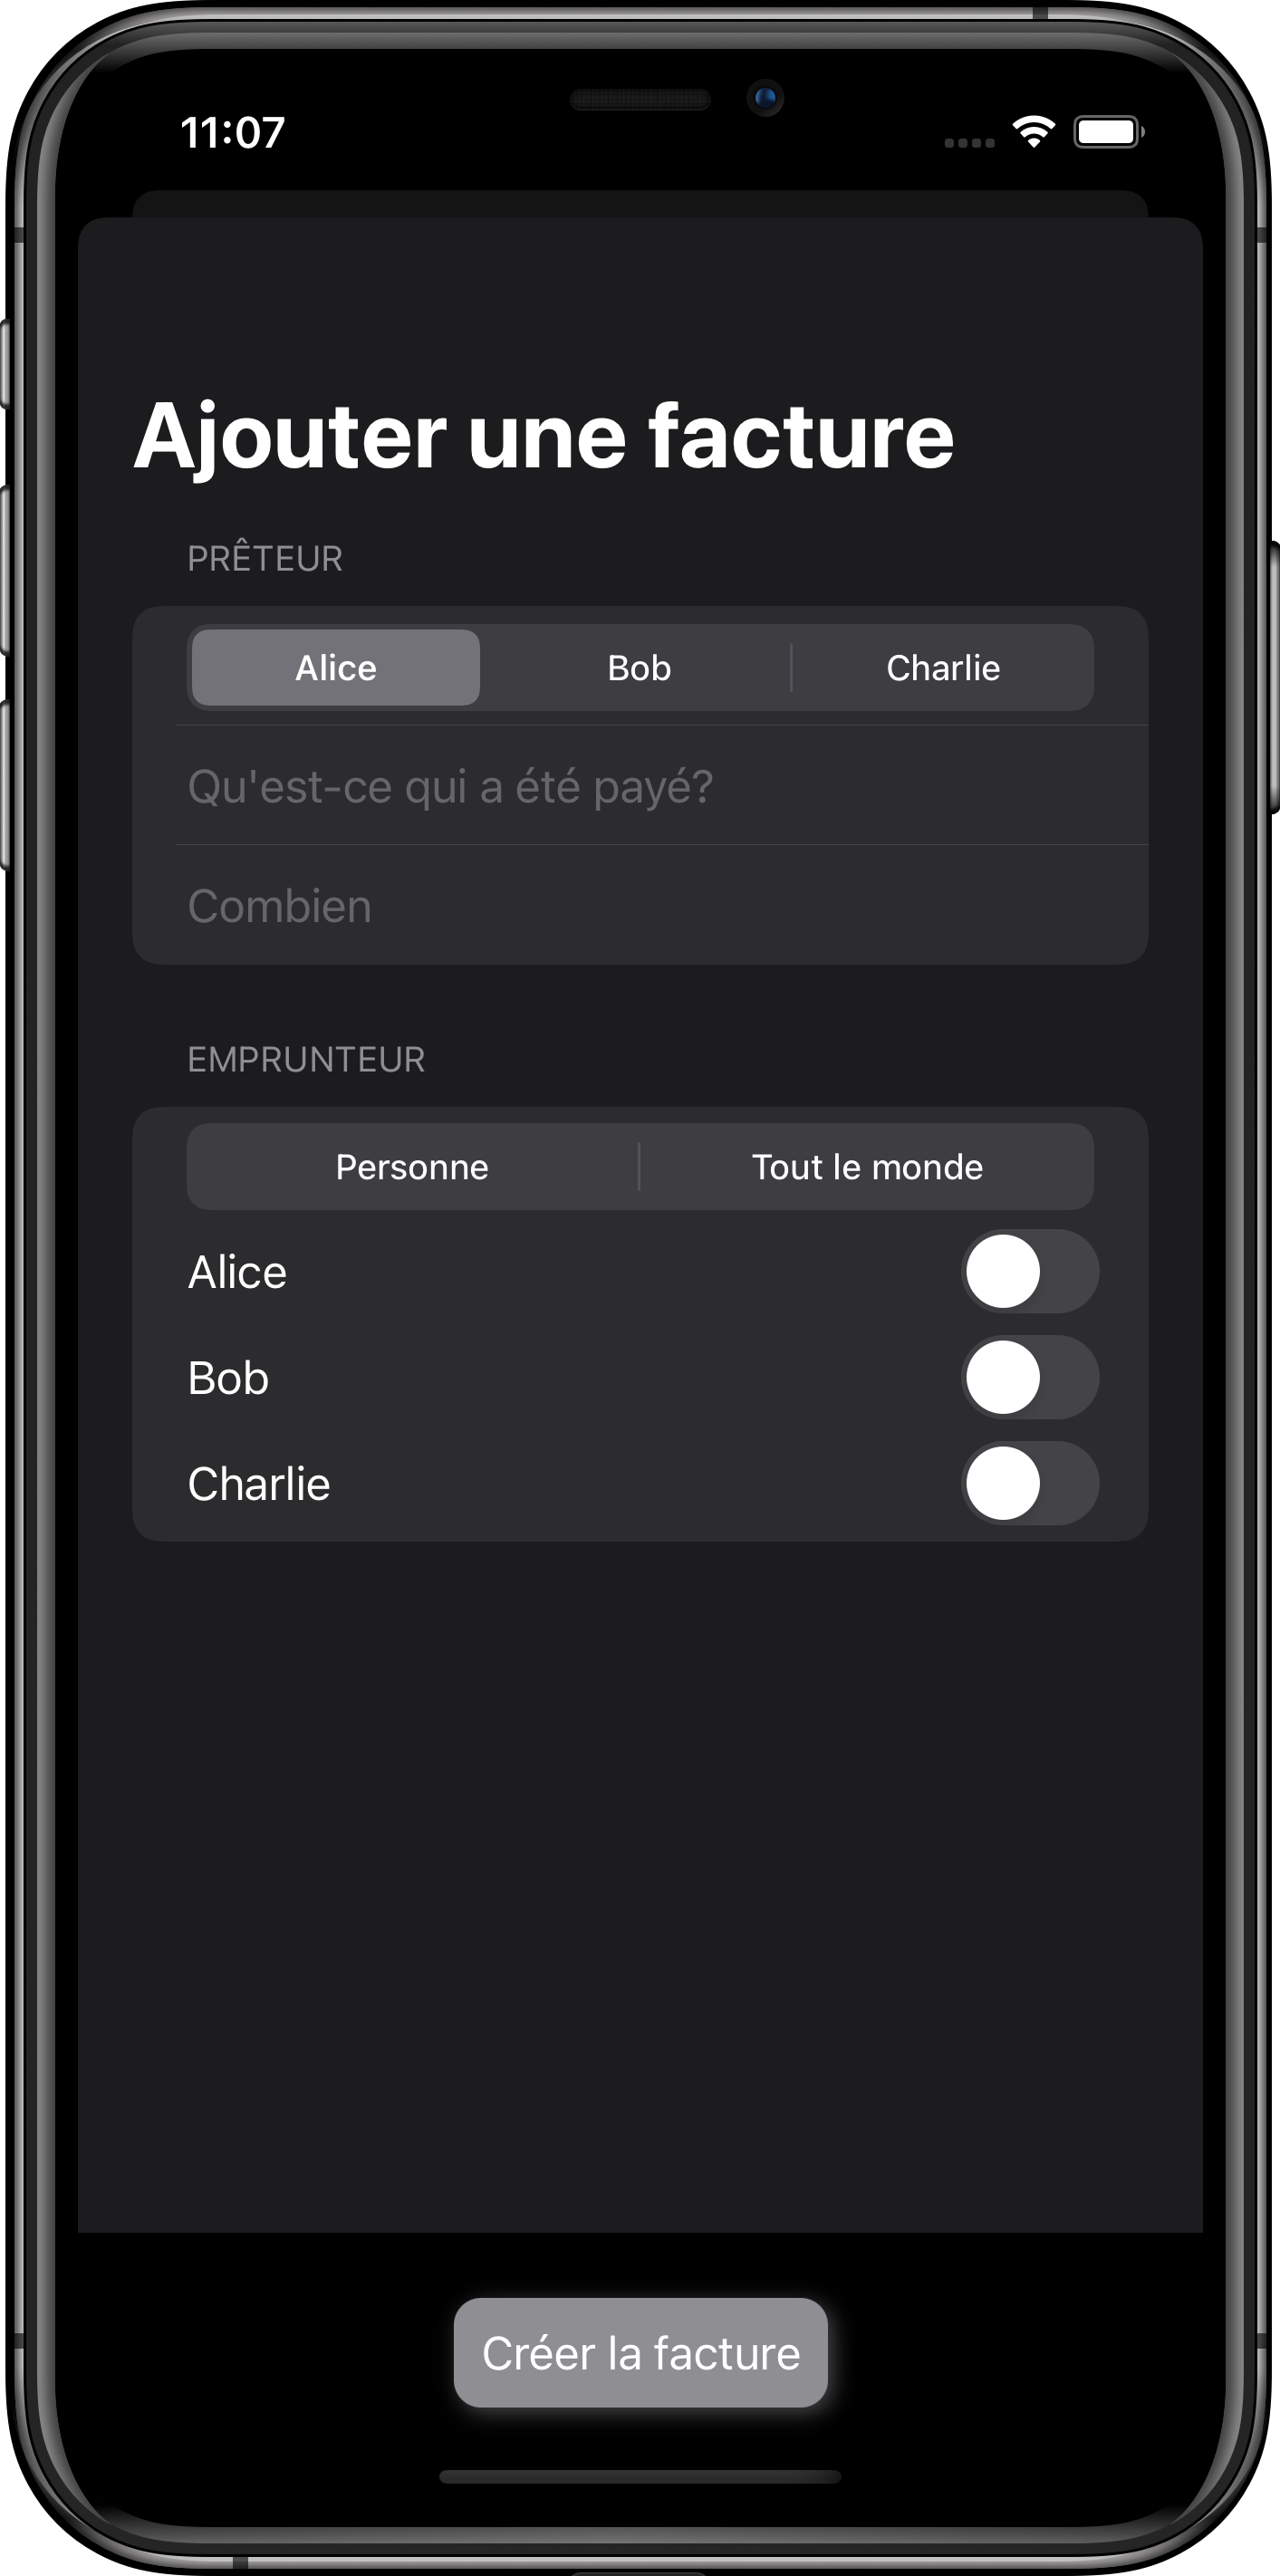 11:07
Ajouter une facture
PRÊTEUR
Alice Bob Charlie
Qu'est-ce qui a été payé?
Combien
EMPRUNTEUR
Personne Tout le monde
Alice
Bob
Charlie
Créer la facture